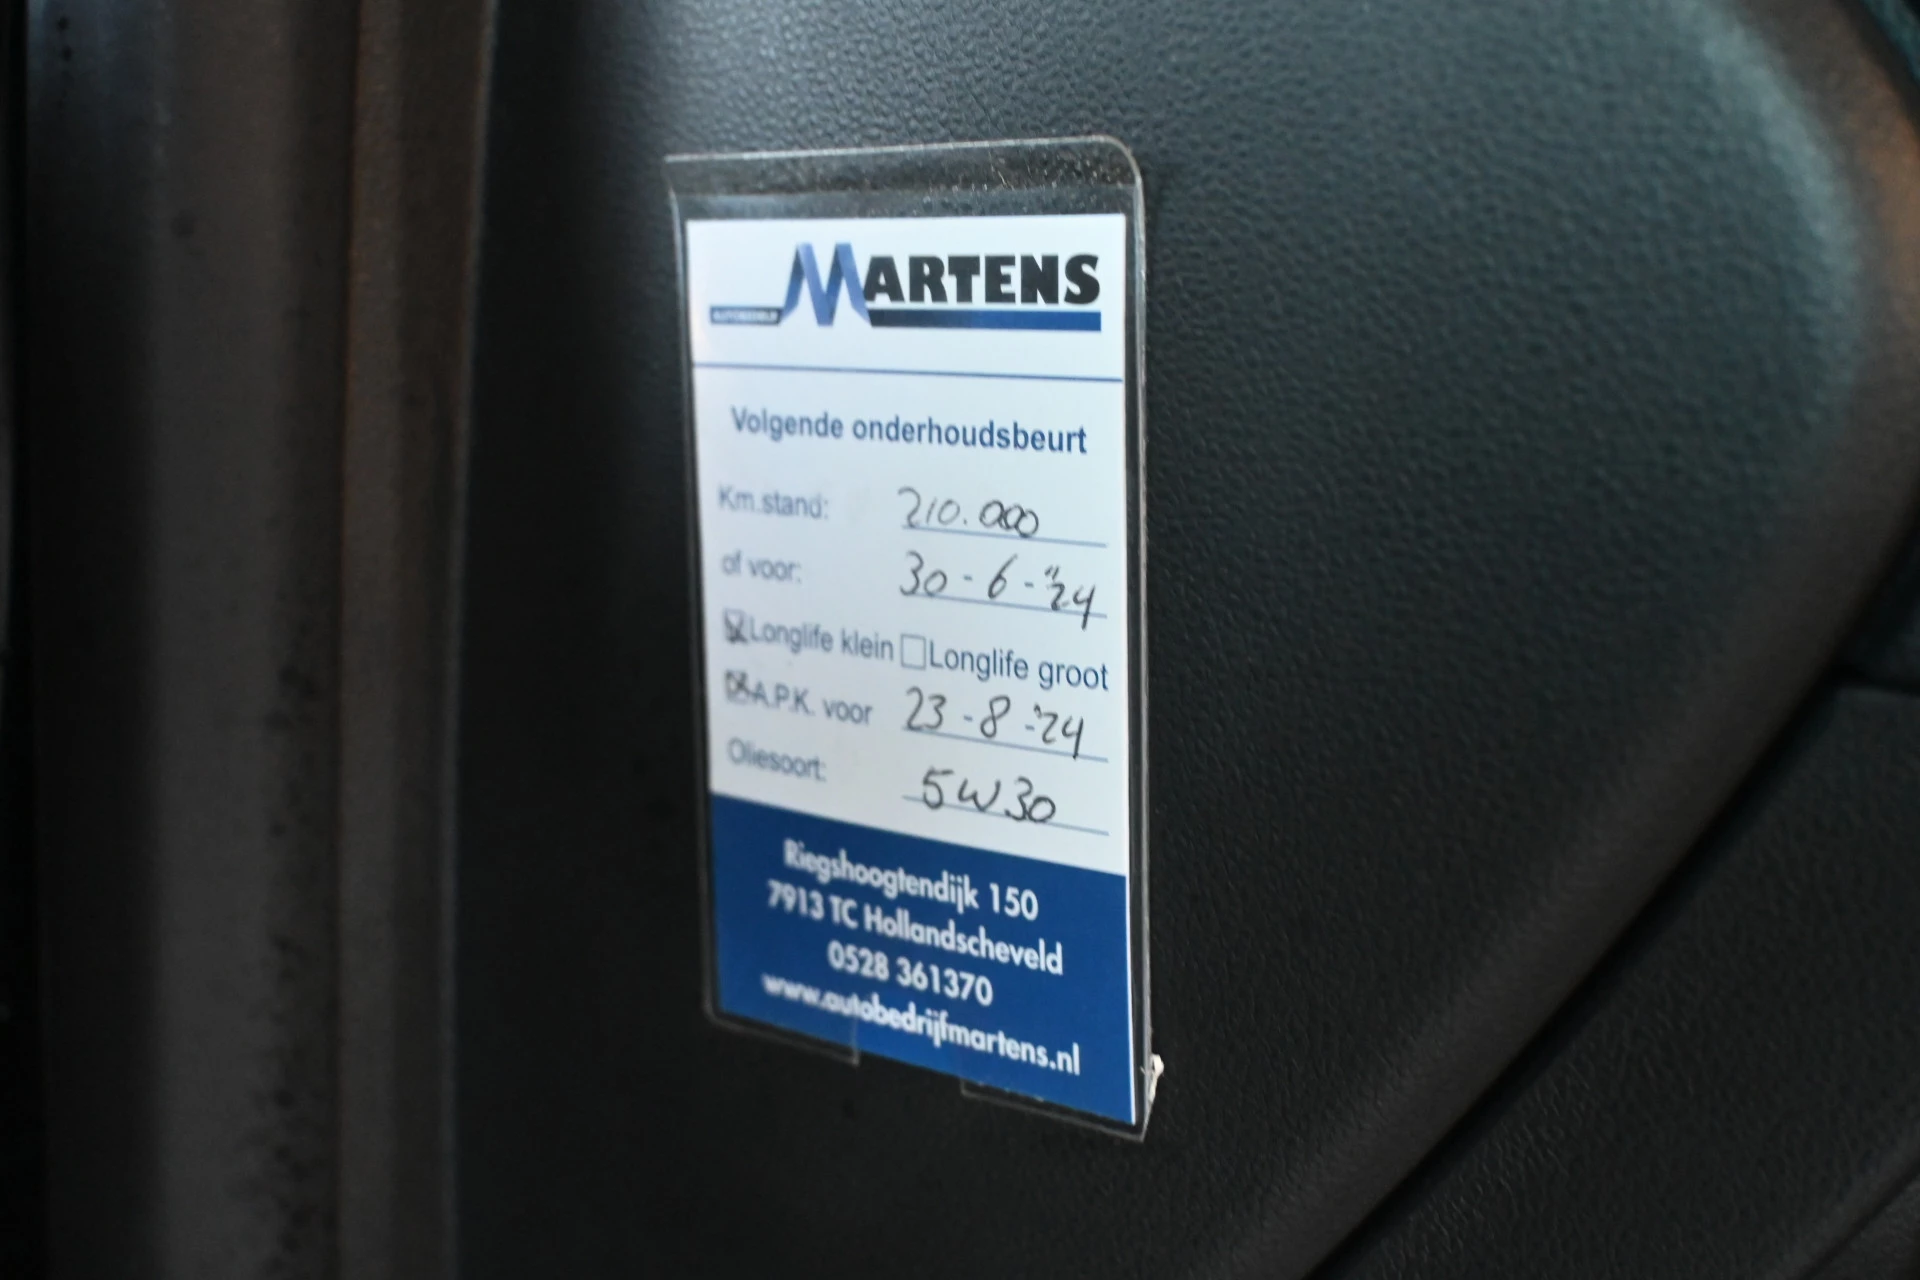 MARTENS
AUTOBEDRIJF
Volgende onderhoudsbeurt
Km.stand: 210.000
of voor: 30-6-"24
Longlife klein Longlife groot
A.P.K. voor 23-8-'24
Oliesoort: 5W30
Riegshoogtendijk 150
7913 TC Hollandscheveld
0528 361370
www.autobedrijfmartens.nl